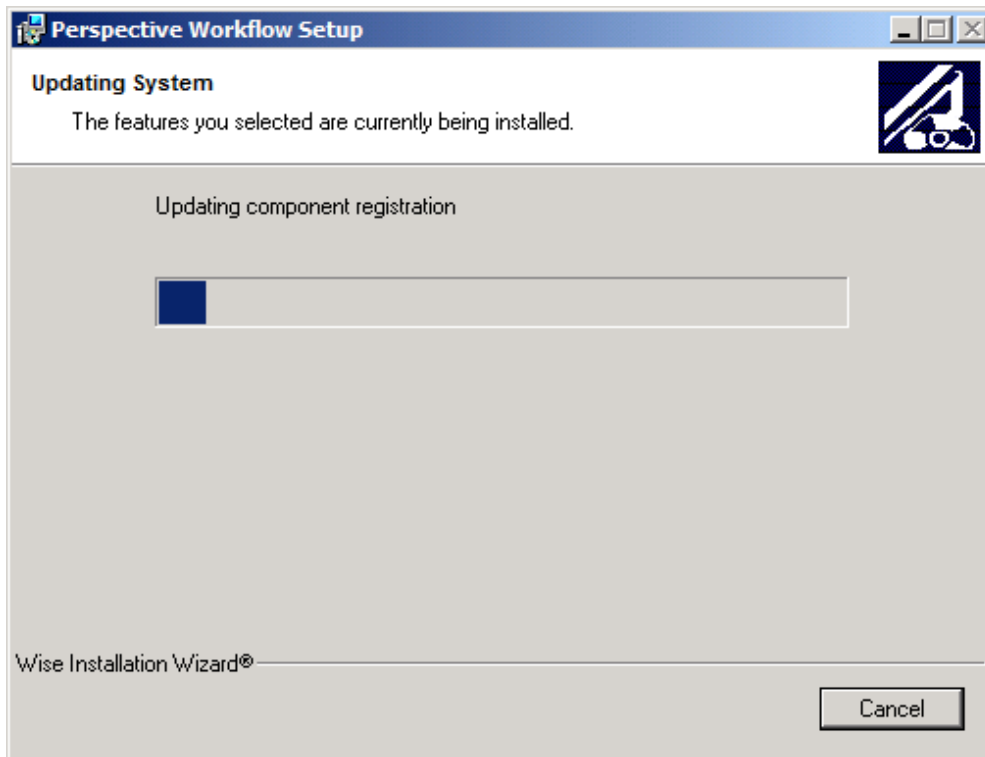 Perspective Workflow Setup
Updating System
The features you selected are currently being installed.
Updating component registration
Wise Installation Wizard®
Cancel